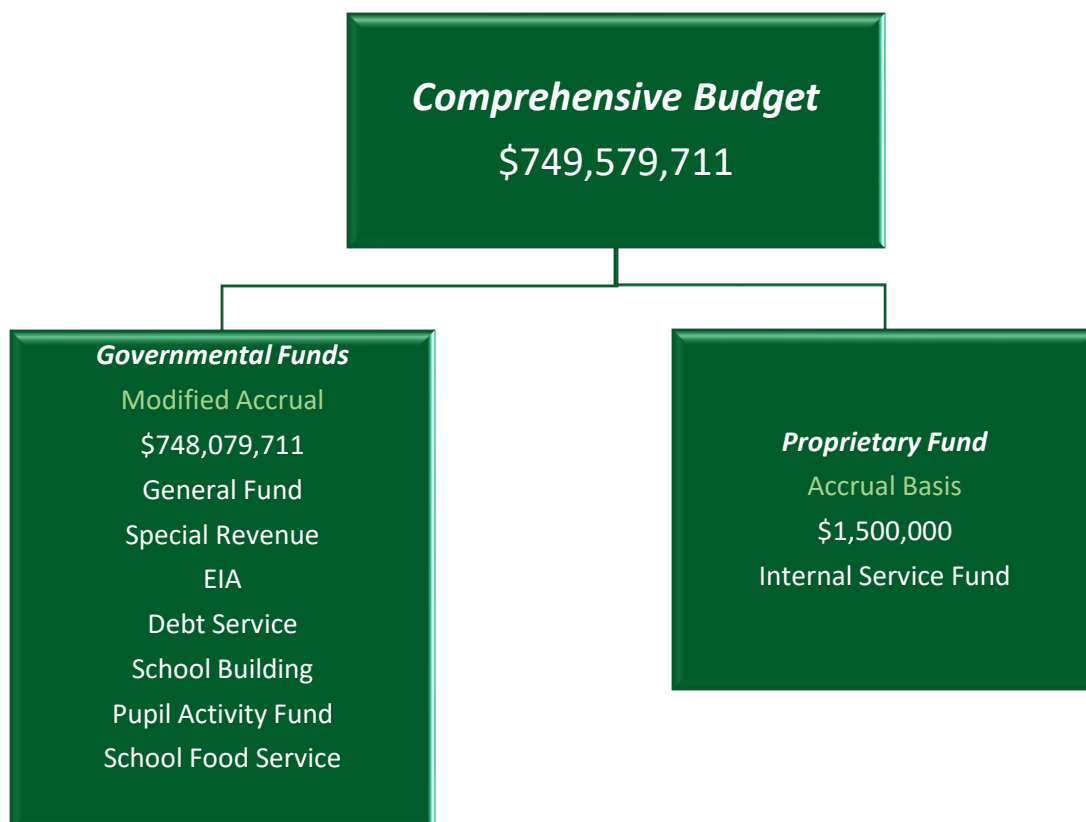 Comprehensive Budget
$749,579,711
Governmental Funds
Modified Accrual
$748,079,711
General Fund
Special Revenue
EIA
Debt Service
School Building
Pupil Activity Fund
School Food Service
Proprietary Fund
Accrual Basis
$1,500,000
Internal Service Fund